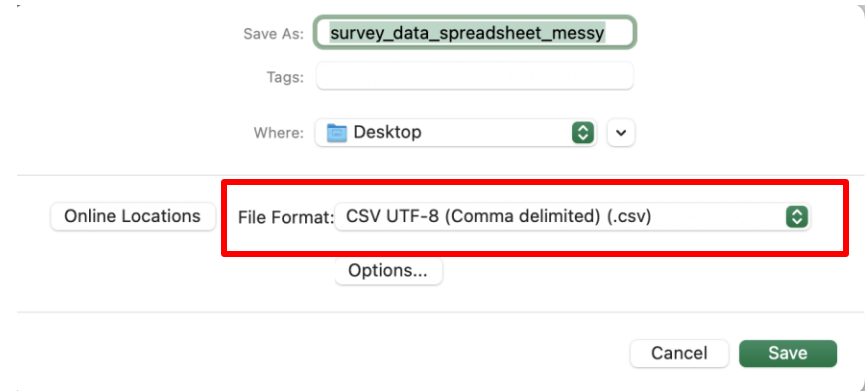 Save As: survey_data_spreadsheet_messy
Tags:
Where: Desktop
Online Locations File Format: CSV UTF-8 (Comma delimited) (.csv)
Options...
Cancel Save